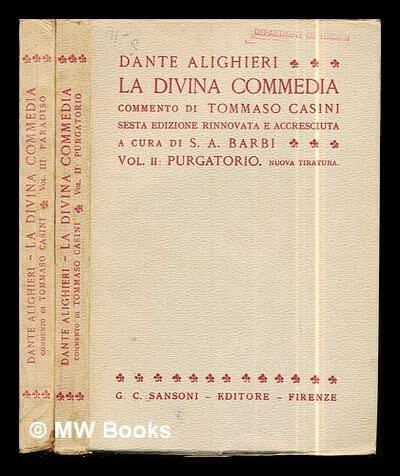 DANTE ALIGHIERI – LA DIVINA COMMEDIA
COMMENTO DI TOMMASO CASINI VOL. III: PARADISO
DANTE ALIGHIERI – LA DIVINA COMMEDIA
COMMENTO DI TOMMASO CASINI VOL. II: PURGATORIO
DEPARTMENT OF ITALIAN
DANTE ALIGHIERI
LA DIVINA COMMEDIA
COMMENTO DI TOMMASO CASINI
SESTA EDIZIONE RINNOVATA E ACCRESCIUTA
A CURA DI S. A. BARBI
VOL. II: PURGATORIO. NUOVA TIRATURA.
G. C. SANSONI – EDITORE – FIRENZE
© MW Books